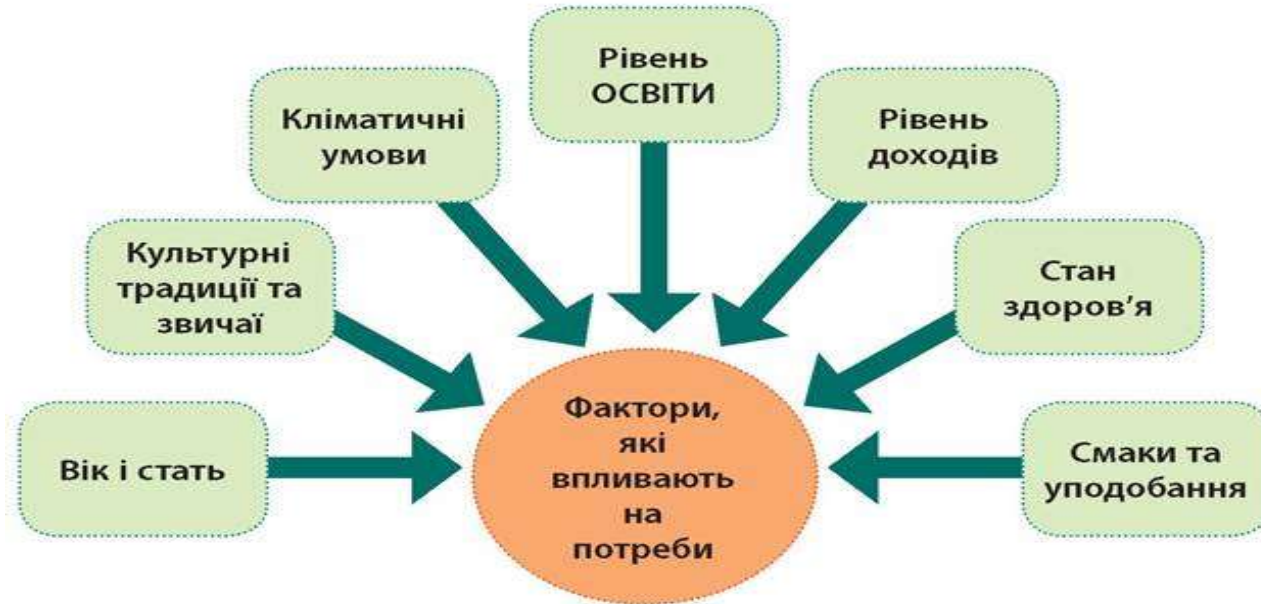 Рівень
ОСВІТИ
Кліматичні
умови
Рівень
доходів
Культурні
традиції та
звичаї
Стан
здоров’я
Вік і стать
Фактори,
які
впливають
на
потреби
Смаки та
уподобання